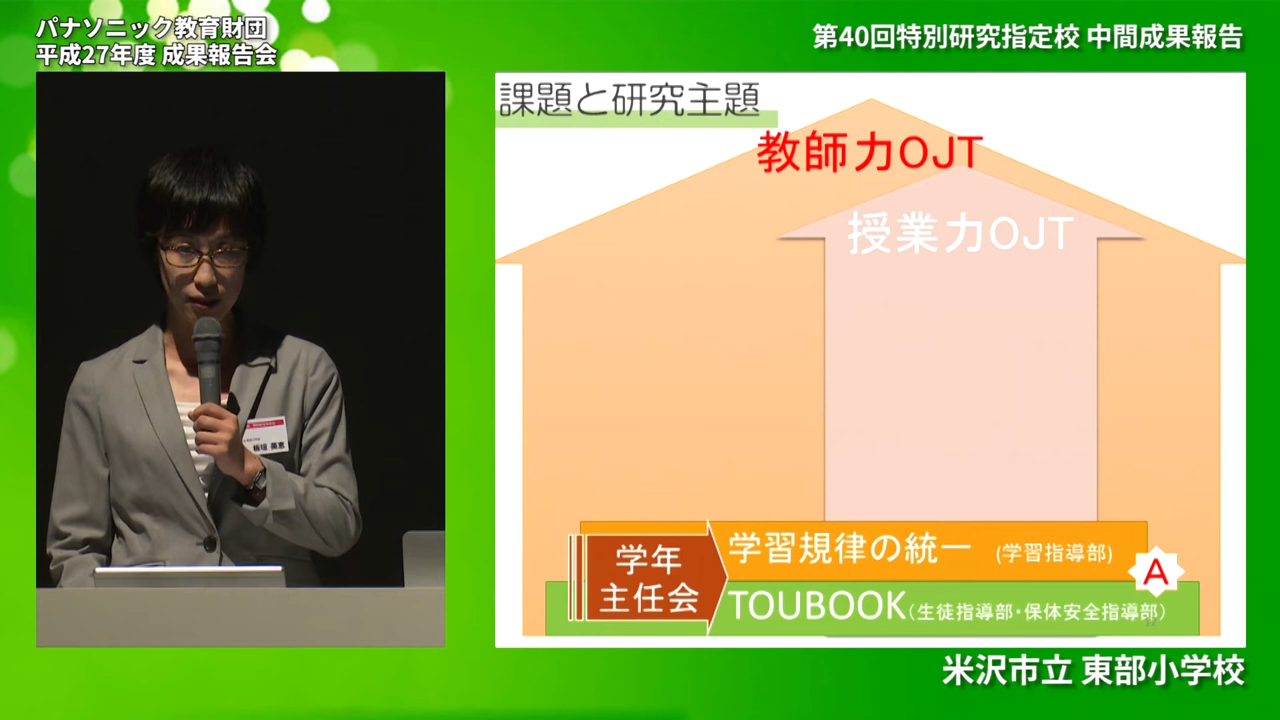 パナソニック教育財団
平成27年度 成果報告会
第40回特別研究指定校 中間成果報告
課題と研究主題
教師力OJT
授業力OJT
学年
主任会
学習規律の統一 (学習指導部)
A
TOUBOOK(生徒指導部・保体安全指導部)
米沢市立 東部小学校